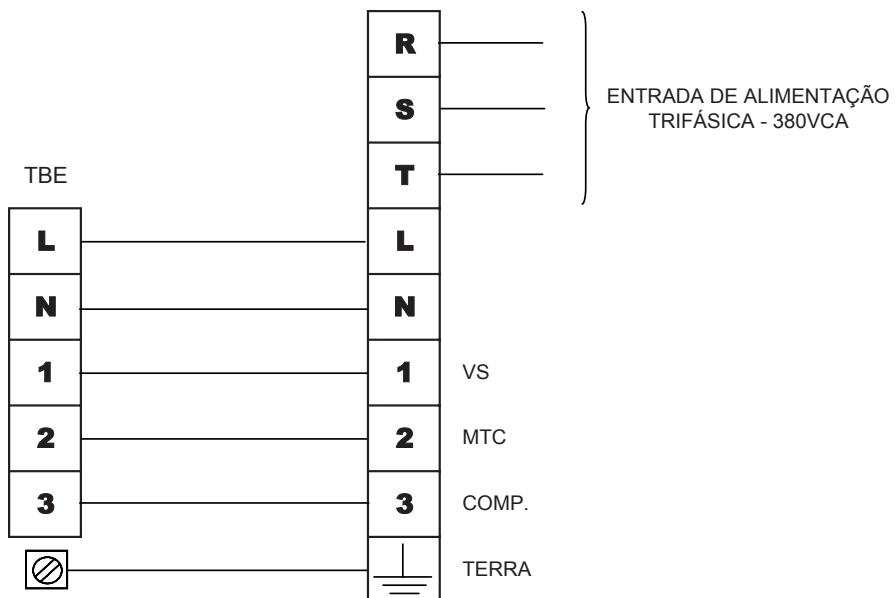 R
S
T
ENTRADA DE ALIMENTAÇÃO
TRIFÁSICA - 380VCA
TBE
L
L
N
N
1
1
VS
2
2
MTC
3
3
COMP.
TERRA